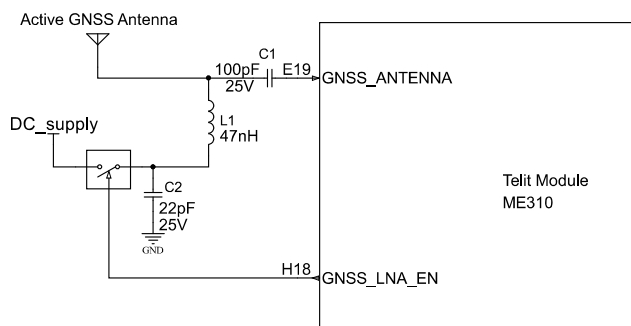 Active GNSS Antenna
C1
100pF
25V
E19
GNSS_ANTENNA
L1
47nH
DC_supply
C2
22pF
25V
GND
Telit Module
ME310
H18
GNSS_LNA_EN